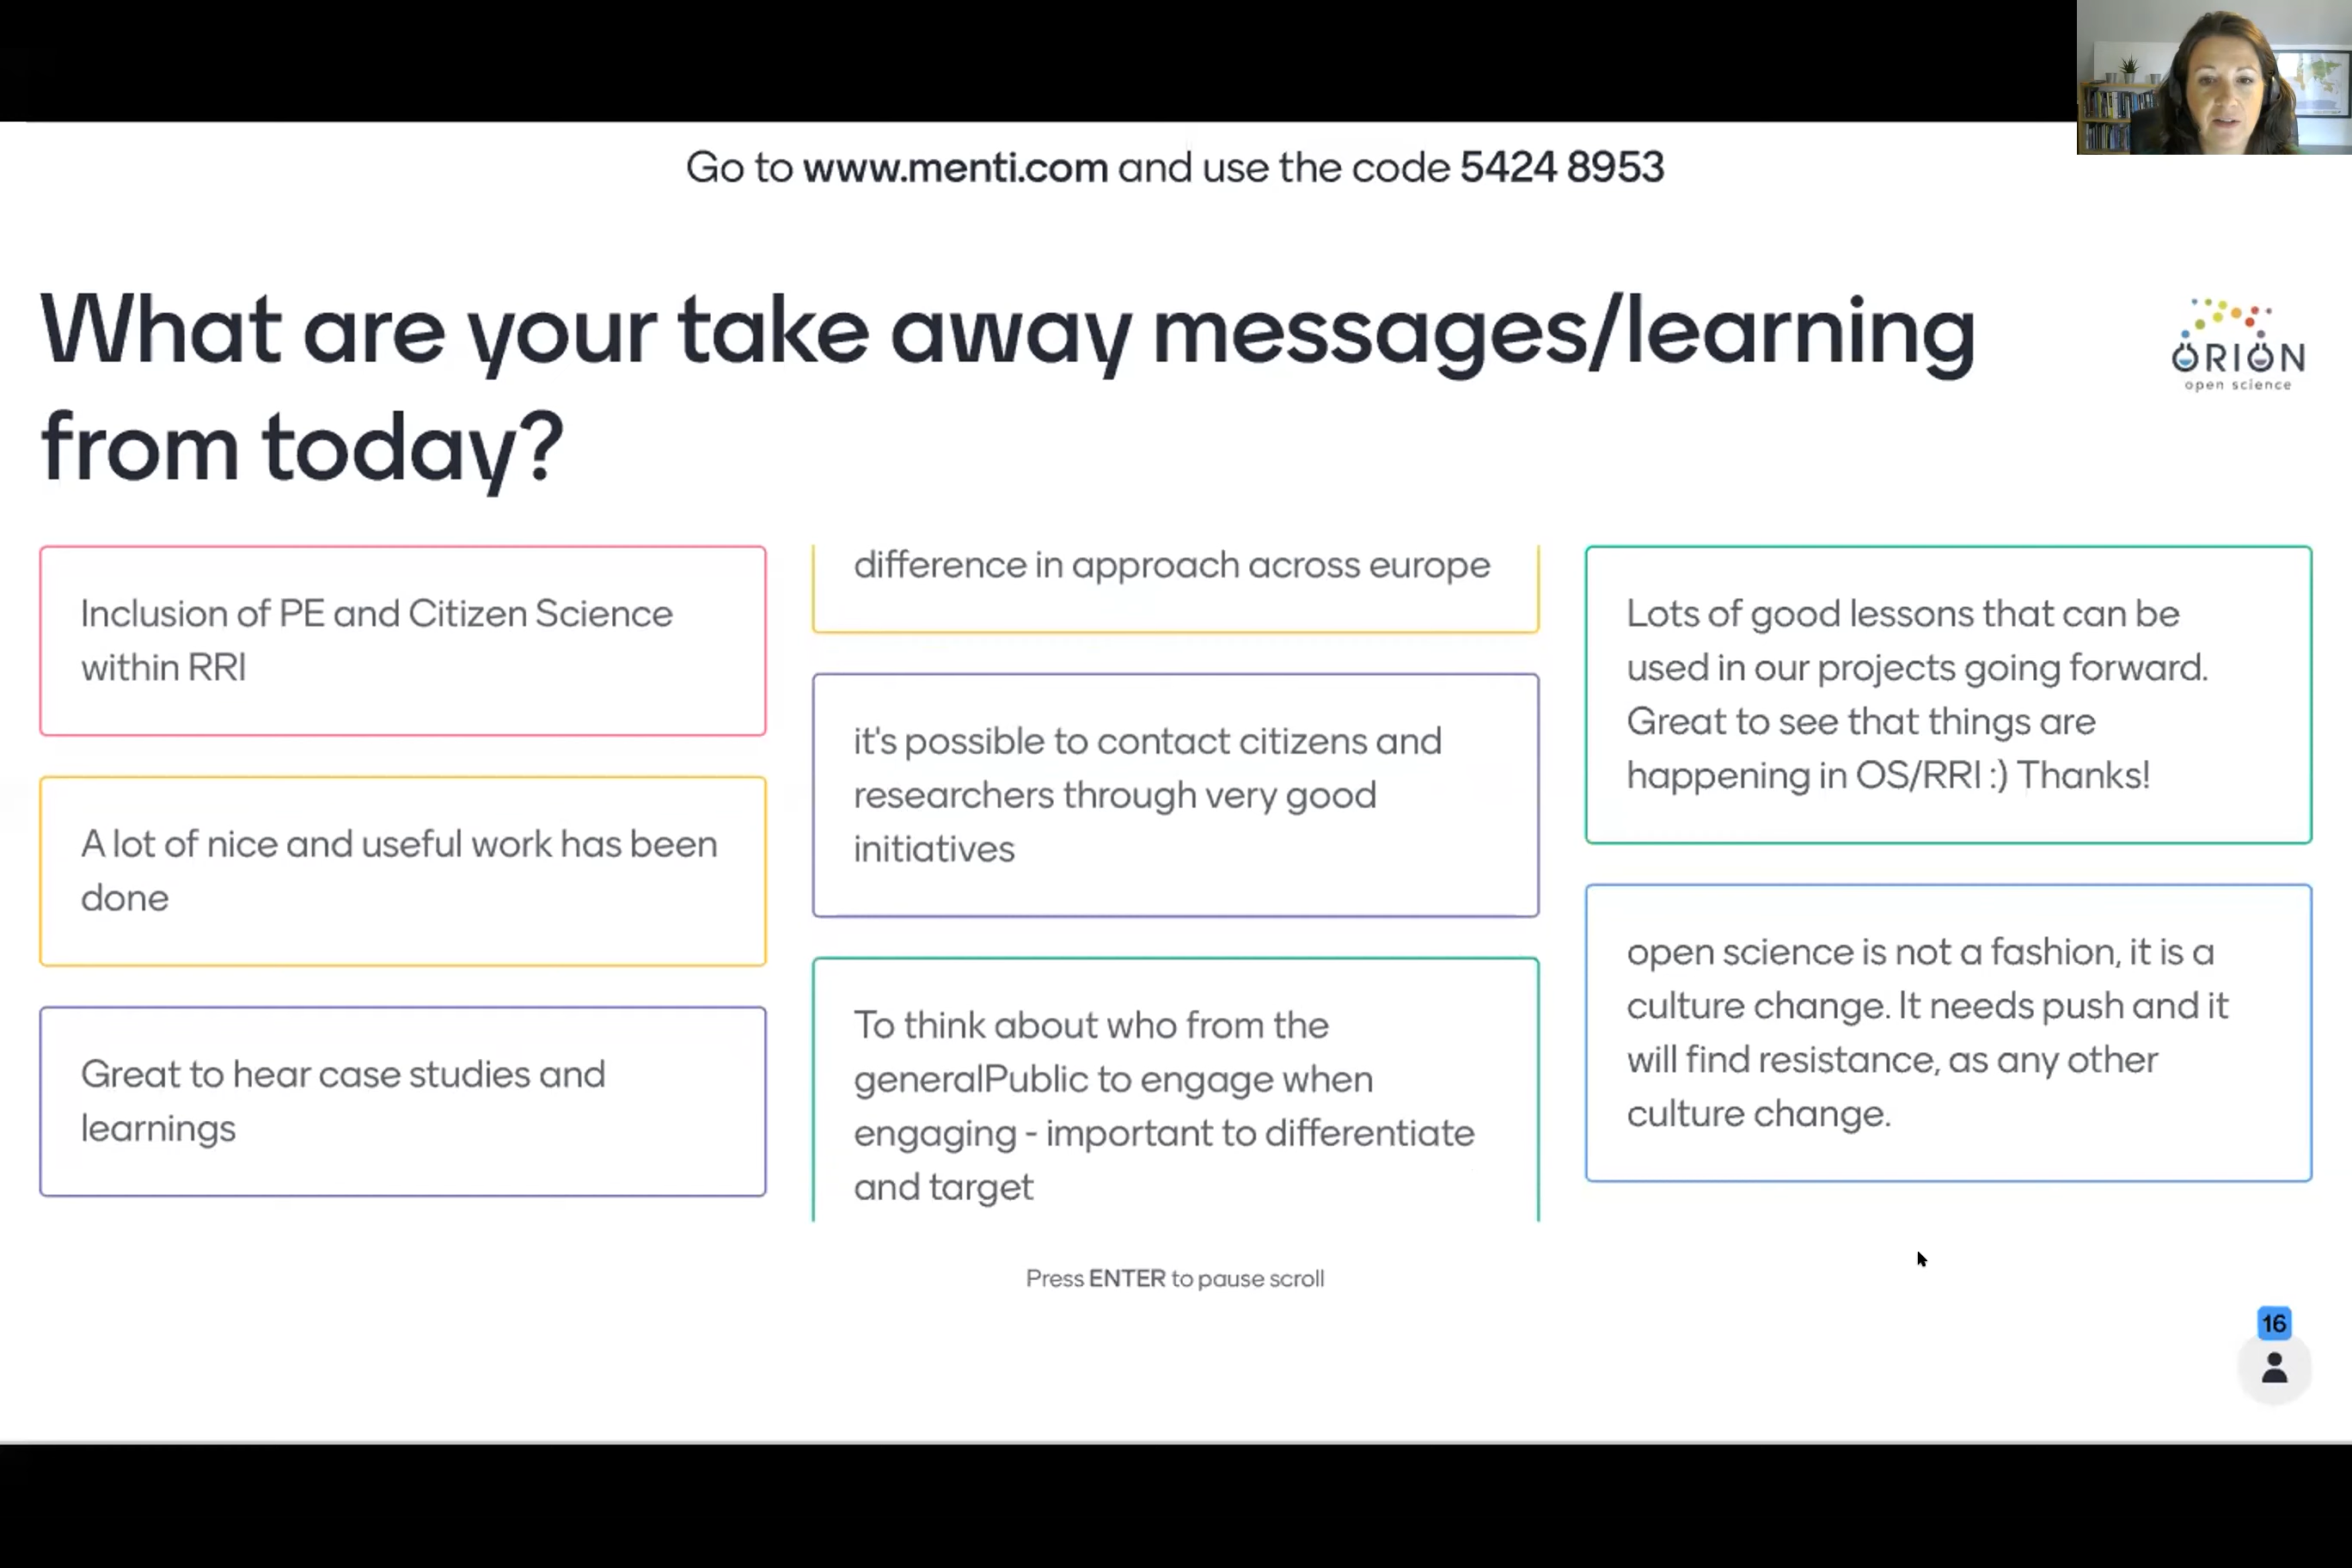 Go to www.menti.com and use the code 5424 8953
What are your take away messages/learning
from today?
ORION
open science
Inclusion of PE and Citizen Science
within RRI
A lot of nice and useful work has been
done
Great to hear case studies and
learnings
difference in approach across europe
it's possible to contact citizens and
researchers through very good
initiatives
To think about who from the
generalPublic to engage when
engaging - important to differentiate
and target
Lots of good lessons that can be
used in our projects going forward.
Great to see that things are
happening in OS/RRI :) Thanks!
open science is not a fashion, it is a
culture change. It needs push and it
will find resistance, as any other
culture change.
Press ENTER to pause scroll
16